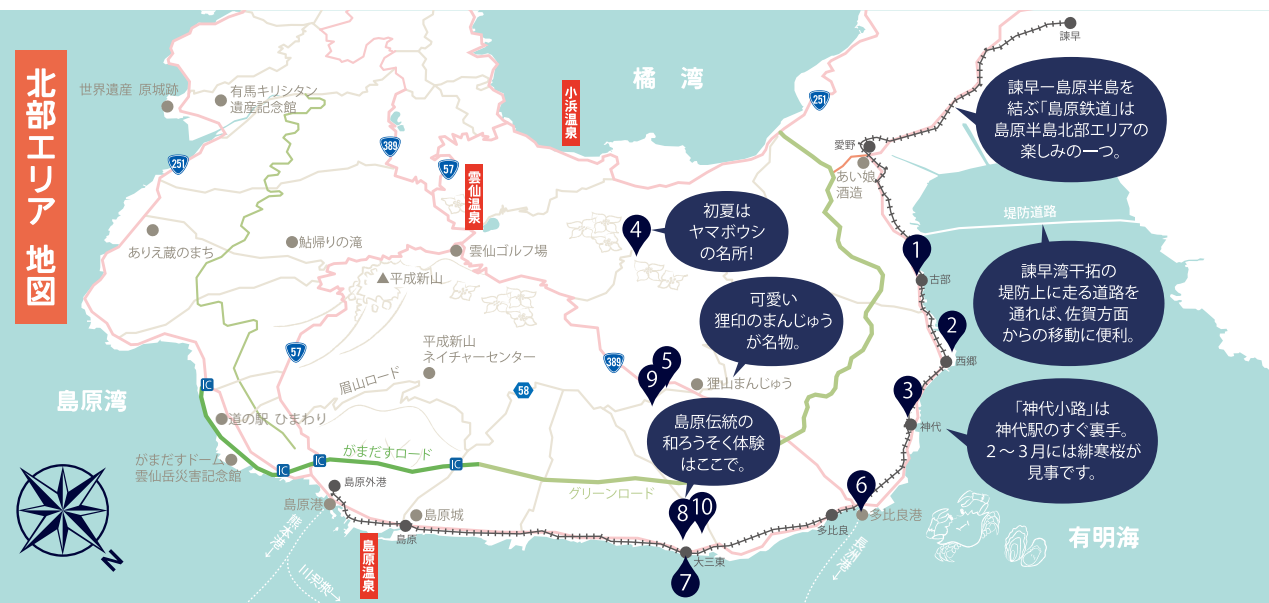 北部エリア 地図
世界遺産 原城跡
有馬キリシタン
遺産記念館
251
389
57
小浜温泉
雲仙温泉
橘 湾
251
諫早
諫早ー島原半島を
結ぶ「島原鉄道」は
島原半島北部エリアの
楽しみの一つ。
愛野
あい娘
酒造
堤防道路
ありえ蔵のまち
鮎帰りの滝
雲仙ゴルフ場
▲平成新山
4
初夏は
ヤマボウシ
の名所!
1
古部
諫早湾干拓の
堤防上に走る道路を
通れば、佐賀方面
からの移動に便利。
可愛い
狸印のまんじゅう
が名物。
2
西郷
57
平成新山
ネイチャーセンター
389
5
9
狸山まんじゅう
58
眉山ロード
島原湾
IC
道の駅 ひまわり
3
神代
「神代小路」は
神代駅のすぐ裏手。
2〜3月には緋寒桜が
見事です。
島原伝統の
和ろうそく体験
はここで。
がまだすドーム
雲仙岳災害記念館
IC
IC
がまだすロード
IC
グリーンロード
島原外港
島原港
島原城
島原
島原温泉
熊本港
三池港
8
10
大三東
7
6
多比良
多比良港
長洲港
有明海
N